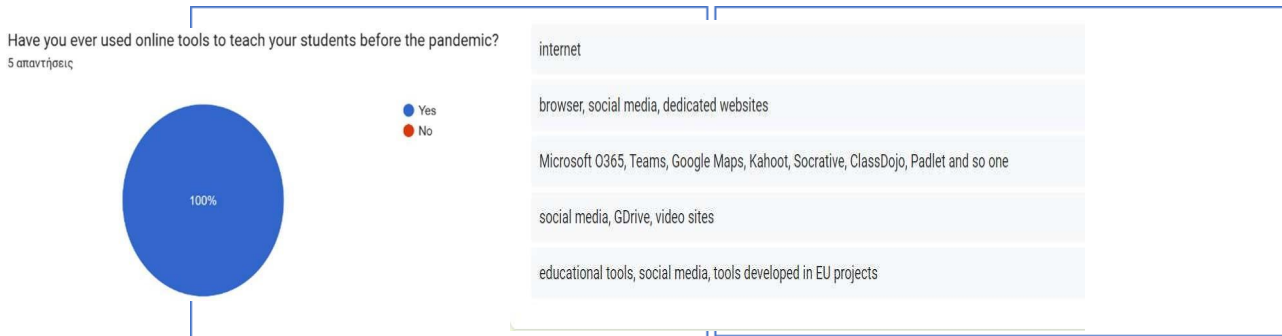 Have you ever used online tools to teach your students before the pandemic?
5 απαντήσεις
Yes
No
100%
internet
browser, social media, dedicated websites
Microsoft O365, Teams, Google Maps, Kahoot, Socrative, ClassDojo, Padlet and so one
social media, GDrive, video sites
educational tools, social media, tools developed in EU projects